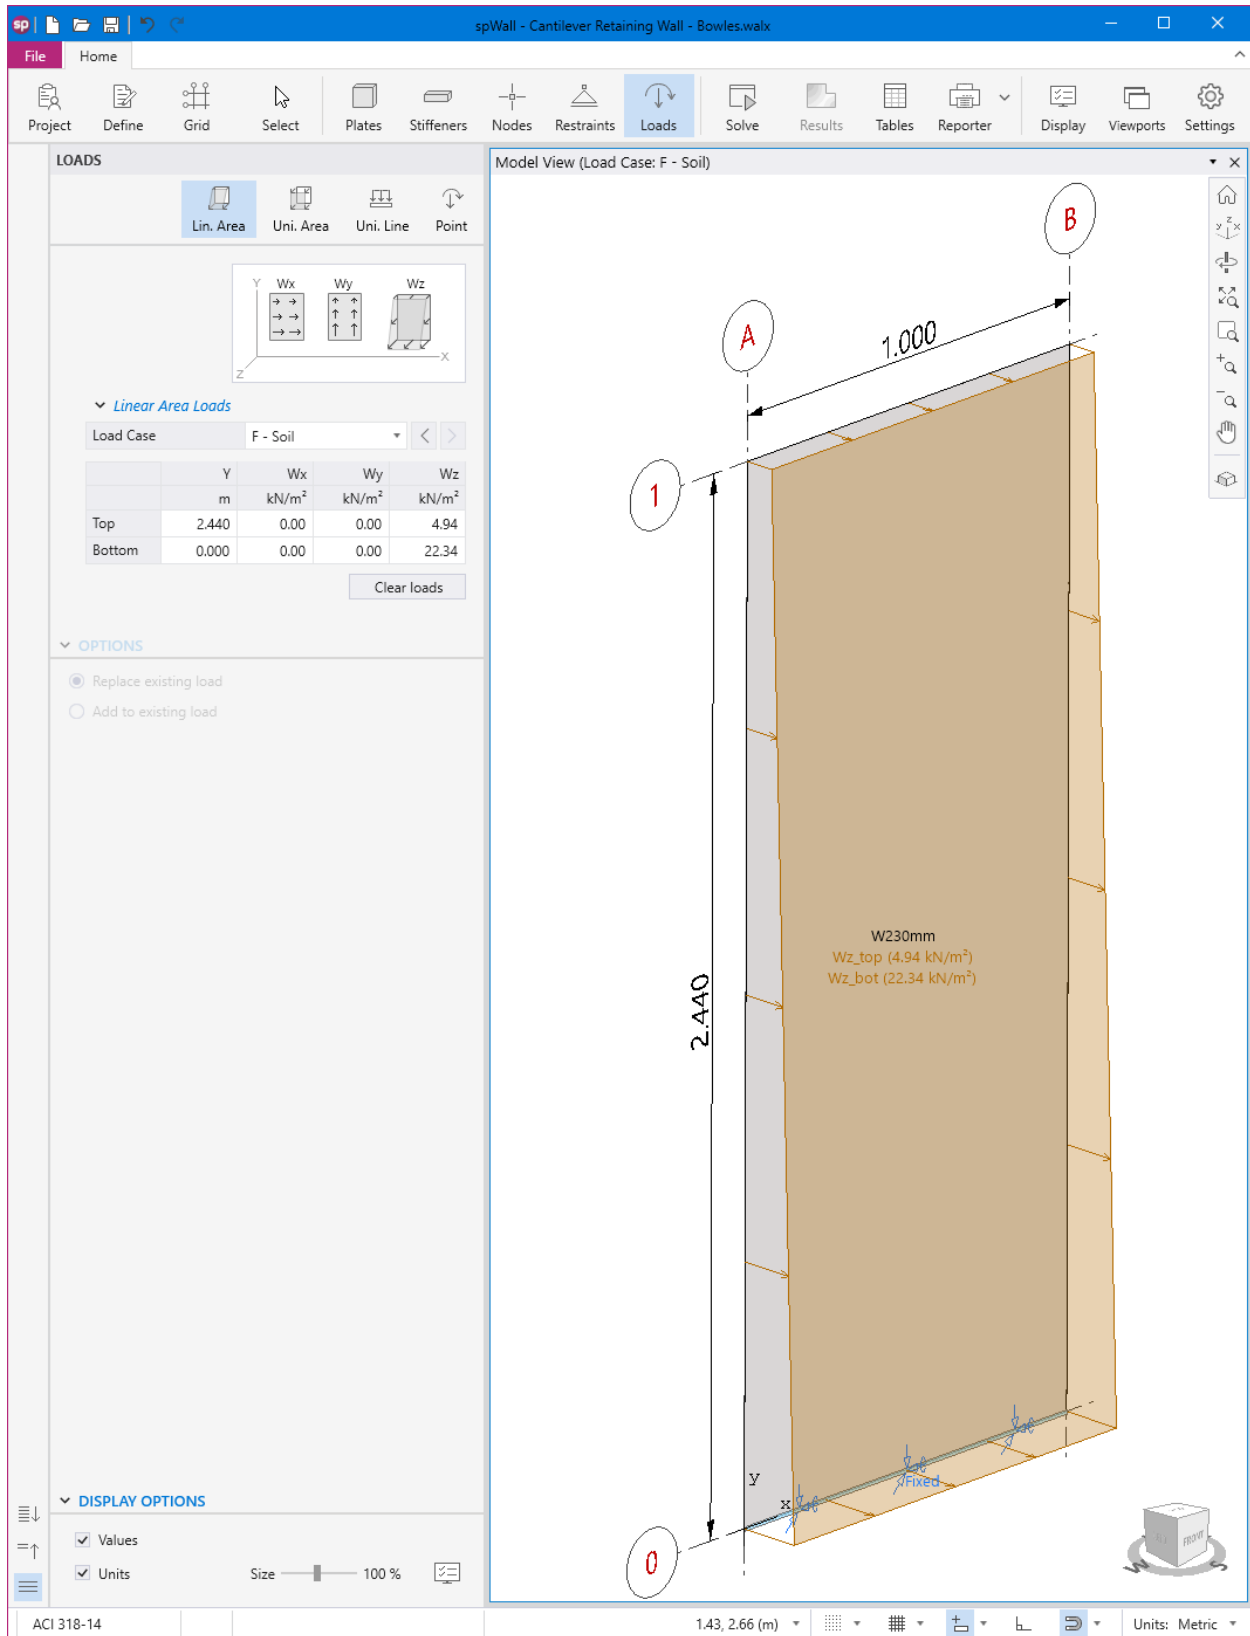 sp spWall - Cantilever Retaining Wall - Bowles.walx
File Home
Project Define Grid Select Plates Stiffeners Nodes Restraints Loads Solve Results Tables Reporter Display Viewports Settings
LOADS
Lin. Area Uni. Area Uni. Line Point
Y Wx Wy Wz
X
Z
Linear Area Loads
Load Case F - Soil
Y Wx Wy Wz
m kN/m² kN/m² kN/m²
Top 2.440 0.00 0.00 4.94
Bottom 0.000 0.00 0.00 22.34
Clear loads
OPTIONS
Replace existing load
Add to existing load
DISPLAY OPTIONS
Values
Units Size 100 %
Model View (Load Case: F - Soil)
B
A
1.000
1
2.440
W230mm
Wz_top (4.94 kN/m²)
Wz_bot (22.34 kN/m²)
y
x
Fixed
0
z
y x
FRONT
W S
ACI 318-14 1.43, 2.66 (m) Units: Metric